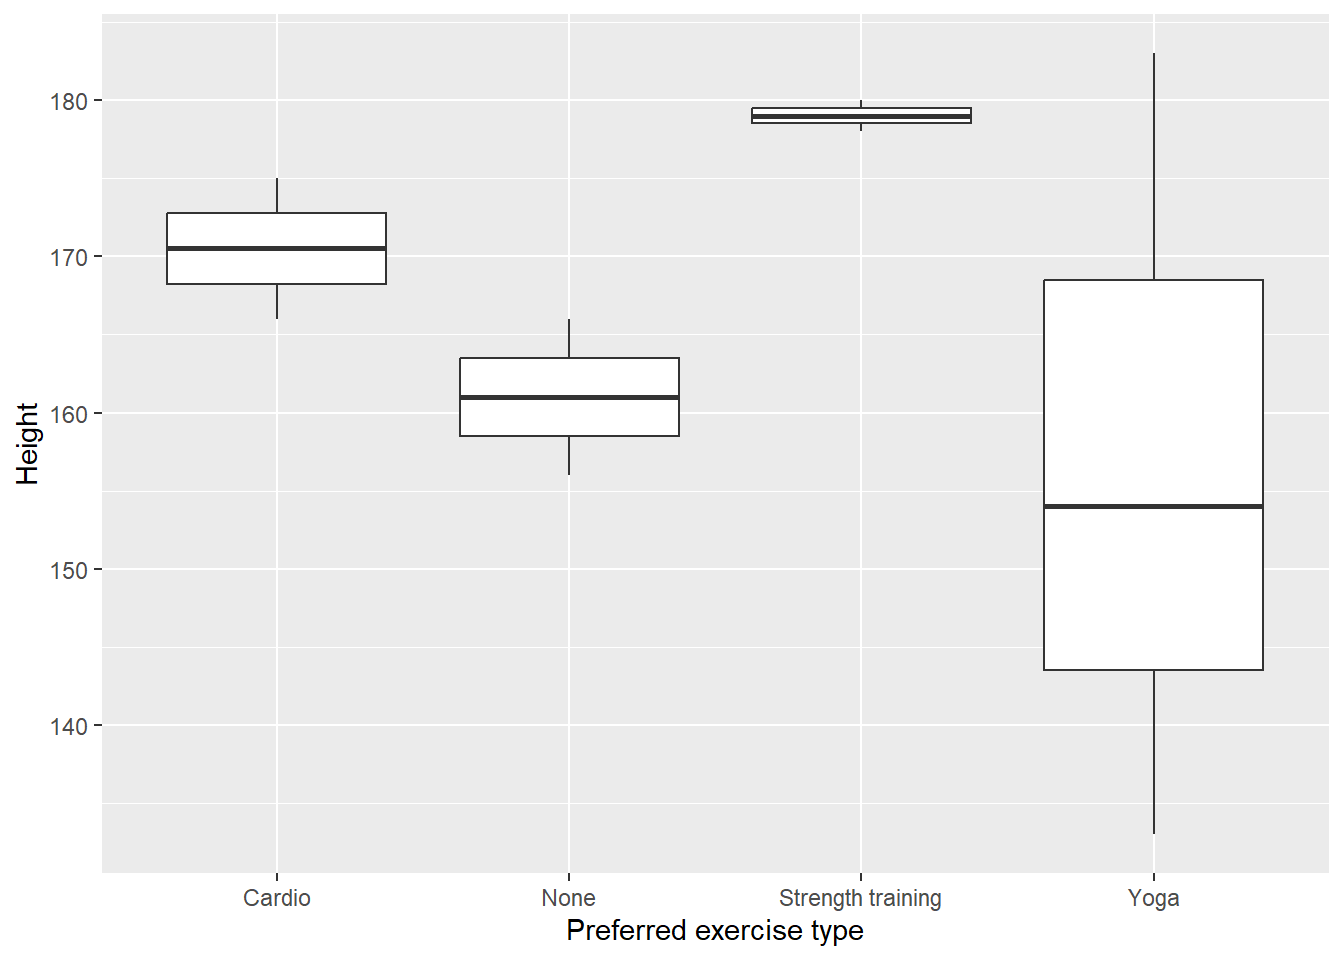 Height
180
170
160
150
140
Cardio
None
Strength training
Yoga
Preferred exercise type